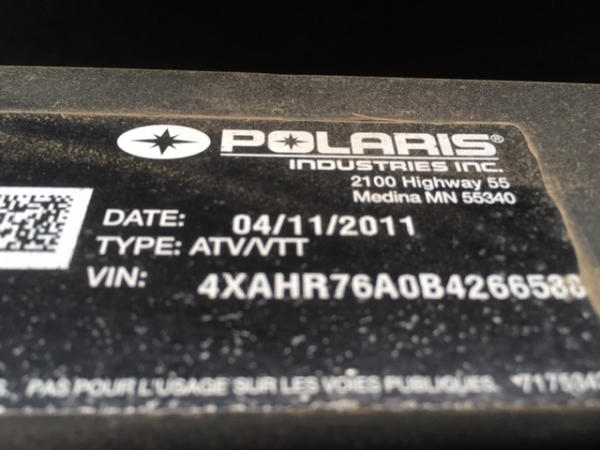 POLARIS®
INDUSTRIES INC.
2100 Highway 55
Medina MN 55340
DATE: 04/11/2011
TYPE: ATV/VTT
VIN:
PAS POUR L'USAGE SUR LES VOIES PUBLIQUES.